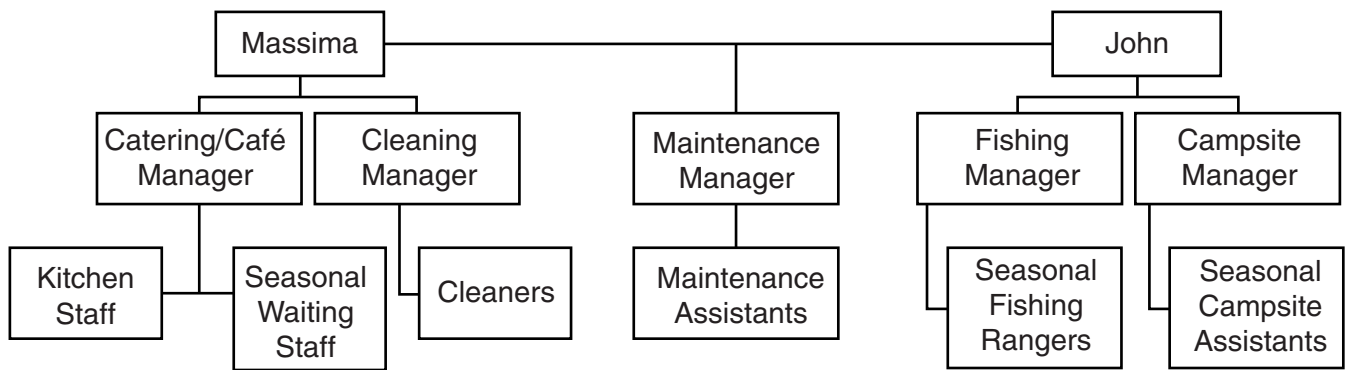 Massima
John
Catering/Café
Manager
Cleaning
Manager
Maintenance
Manager
Fishing
Manager
Campsite
Manager
Kitchen
Staff
Seasonal
Waiting
Staff
Cleaners
Maintenance
Assistants
Seasonal
Fishing
Rangers
Seasonal
Campsite
Assistants